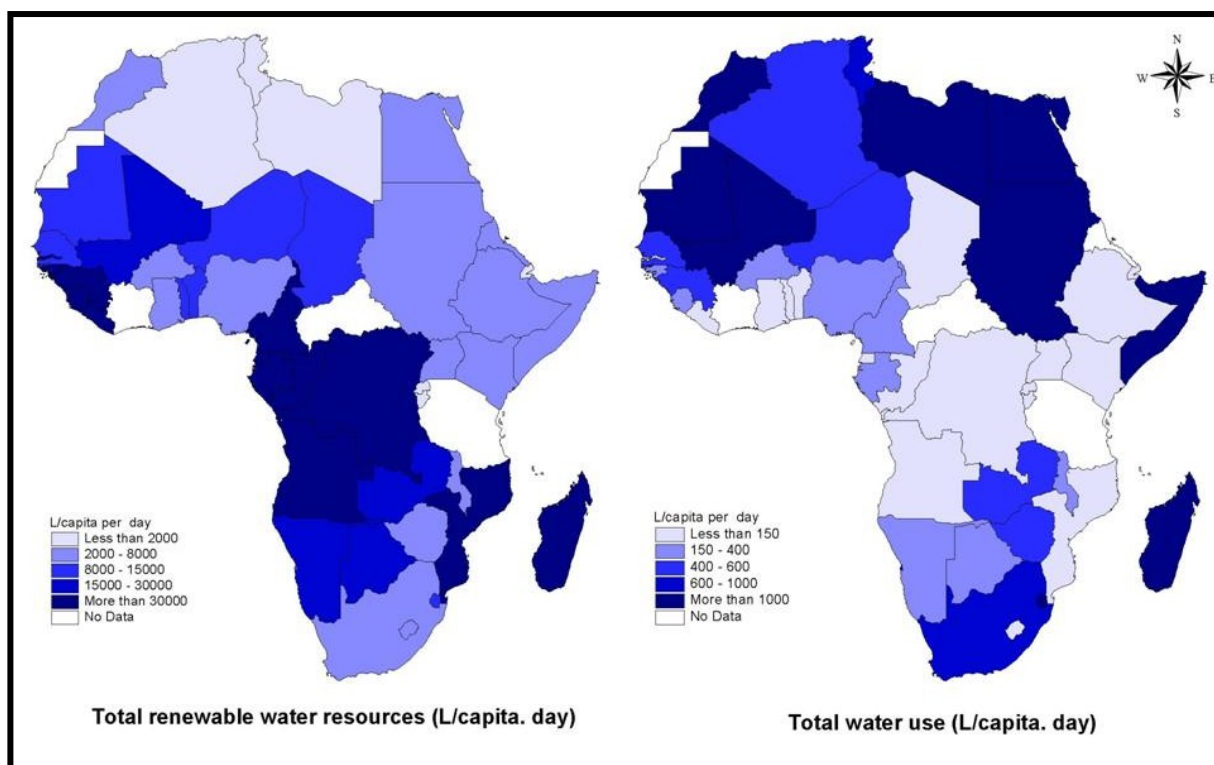 N
W E
S
L/capita per day
Less than 2000
2000 - 8000
8000 - 15000
15000 - 30000
More than 30000
No Data
Total renewable water resources (L/capita. day)
L/capita per day
Less than 150
150 - 400
400 - 600
600 - 1000
More than 1000
No Data
Total water use (L/capita. day)